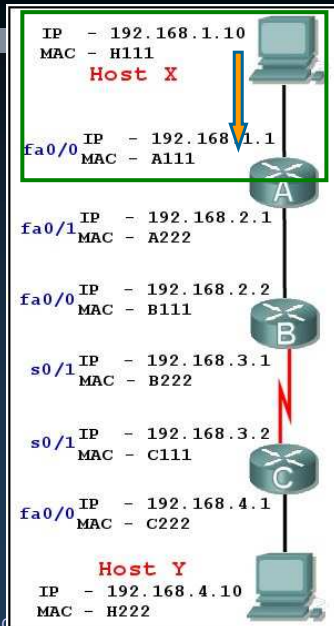 IP - 192.168.1.10
MAC - H111
Host X
fa0/0 IP - 192.168.1.1
MAC - A111
A
fa0/1 IP - 192.168.2.1
MAC - A222
fa0/0 IP - 192.168.2.2
MAC - B111
B
s0/1 IP - 192.168.3.1
MAC - B222
s0/1 IP - 192.168.3.2
MAC - C111
C
fa0/0 IP - 192.168.4.1
MAC - C222
Host Y
IP - 192.168.4.10
MAC - H222